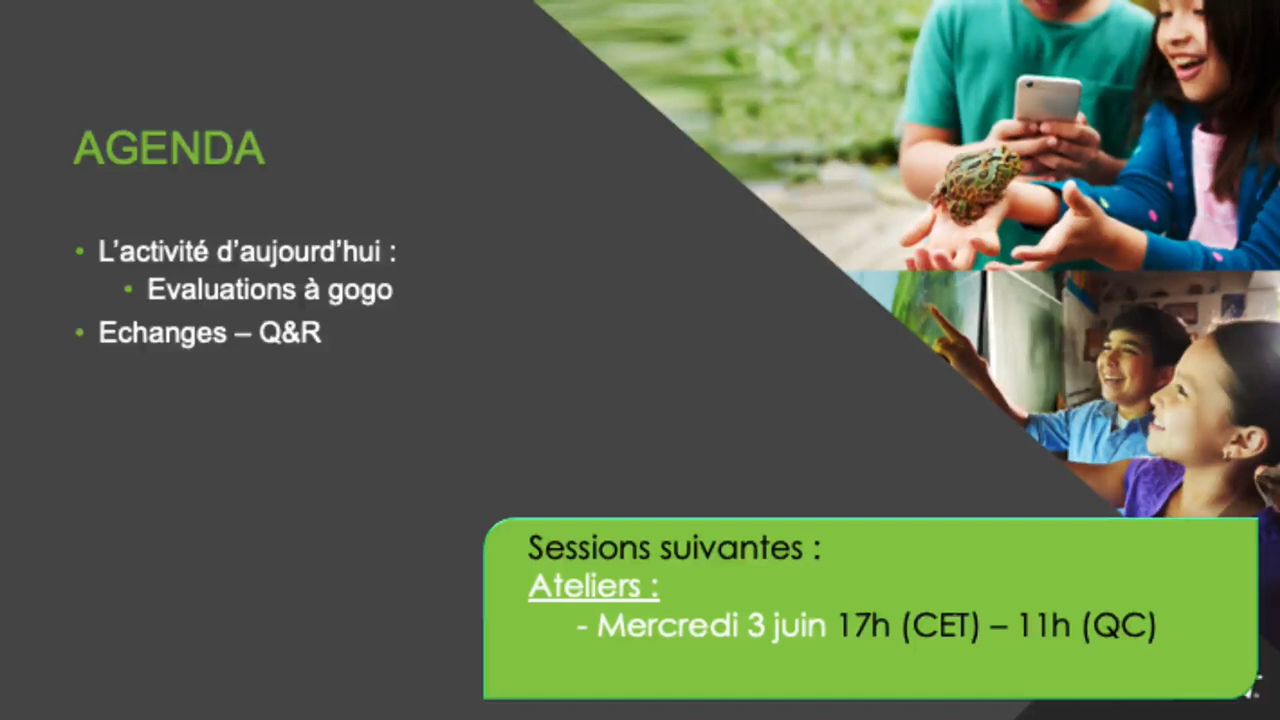 AGENDA
• L’activité d’aujourd’hui :
• Evaluations à gogo
• Echanges – Q&R
Sessions suivantes :
Ateliers :
- Mercredi 3 juin 17h (CET) – 11h (QC)